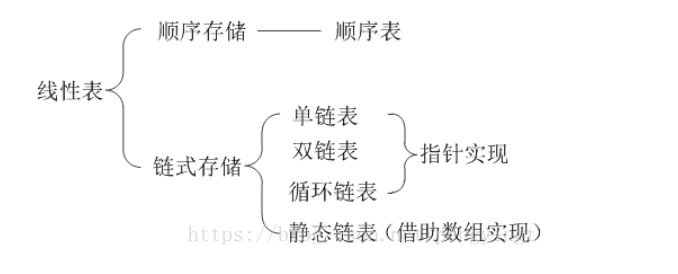 顺序存储 顺序表
线性表
单链表
双链表
链式存储 指针实现
循环链表
静态链表（借助数组实现）